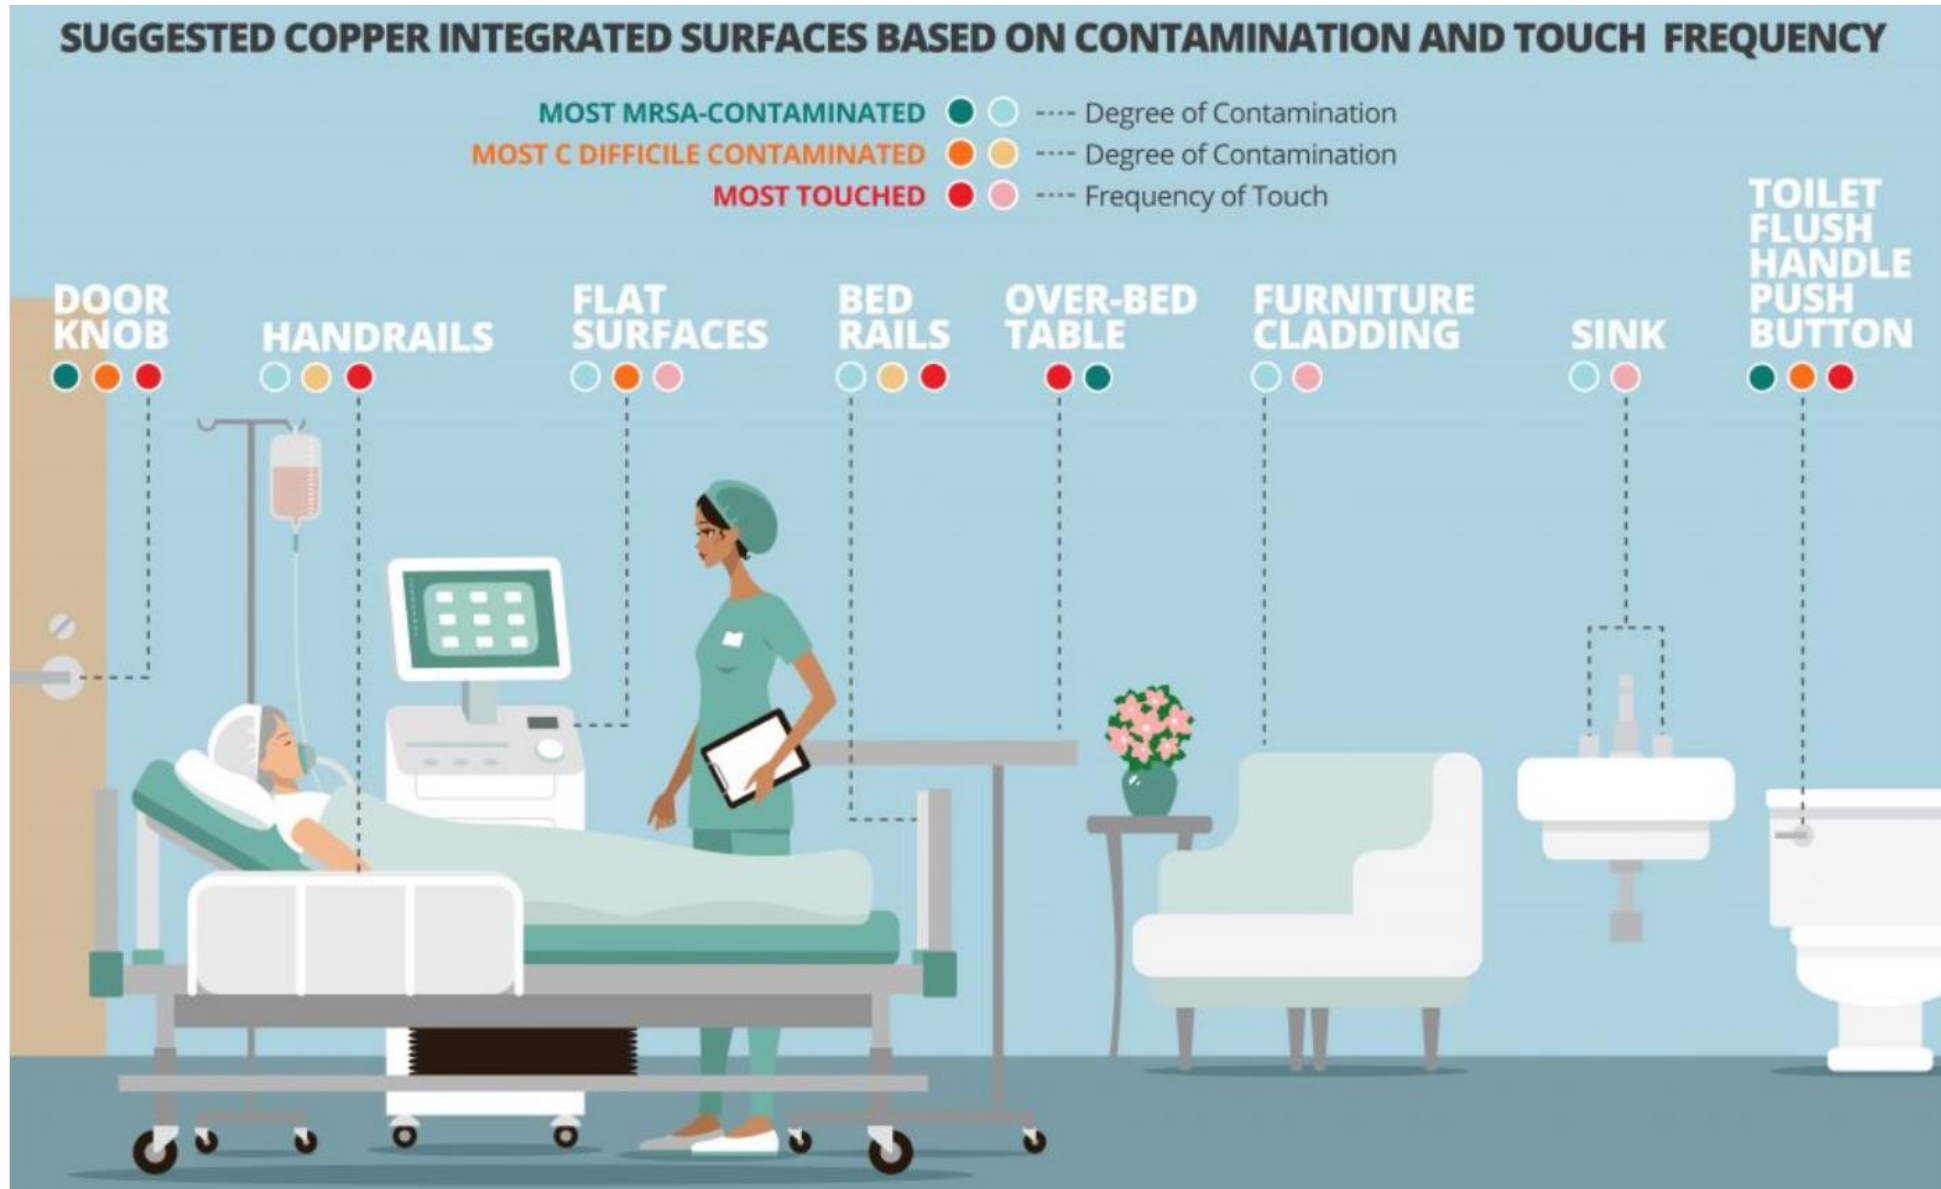 SUGGESTED COPPER INTEGRATED SURFACES BASED ON CONTAMINATION AND TOUCH FREQUENCY
MOST MRSA-CONTAMINATED ---- Degree of Contamination
MOST C DIFFICILE CONTAMINATED ---- Degree of Contamination
MOST TOUCHED ---- Frequency of Touch
DOOR
KNOB
HANDRAILS
FLAT
SURFACES
BED
RAILS
OVER-BED
TABLE
FURNITURE
CLADDING
SINK
TOILET
FLUSH
HANDLE
PUSH
BUTTON